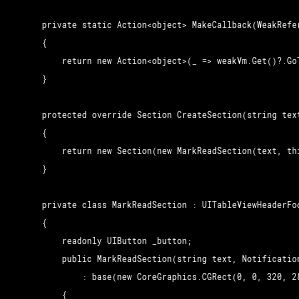 private static Action<object> MakeCallback(WeakRefer
{
return new Action<object>(_ => weakVm.Get()?.GoT
}
protected override Section CreateSection(string text
{
return new Section(new MarkReadSection(text, thi
}
private class MarkReadSection : UITableViewHeaderFoo
{
readonly UIButton _button;
public MarkReadSection(string text, Notification
: base(new CoreGraphics.CGRect(0, 0, 320, 28
{